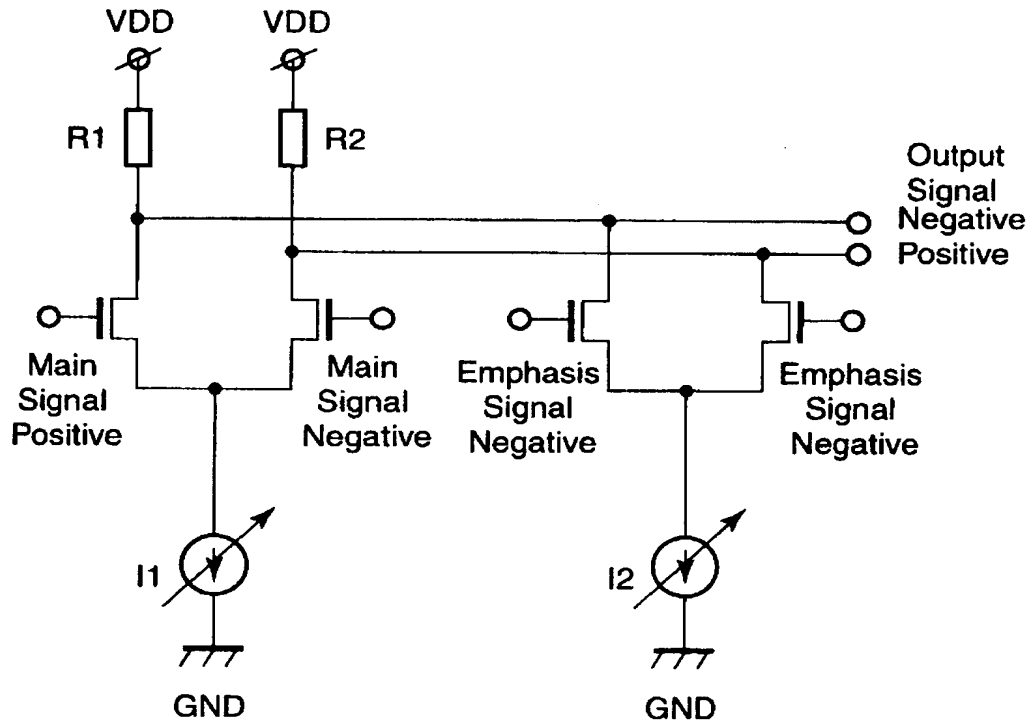 VDD
VDD
R1
R2
Output
Signal
Negative
Positive
Main
Signal
Positive
Main
Signal
Negative
Emphasis
Signal
Negative
Emphasis
Signal
Negative
I1
I2
GND
GND